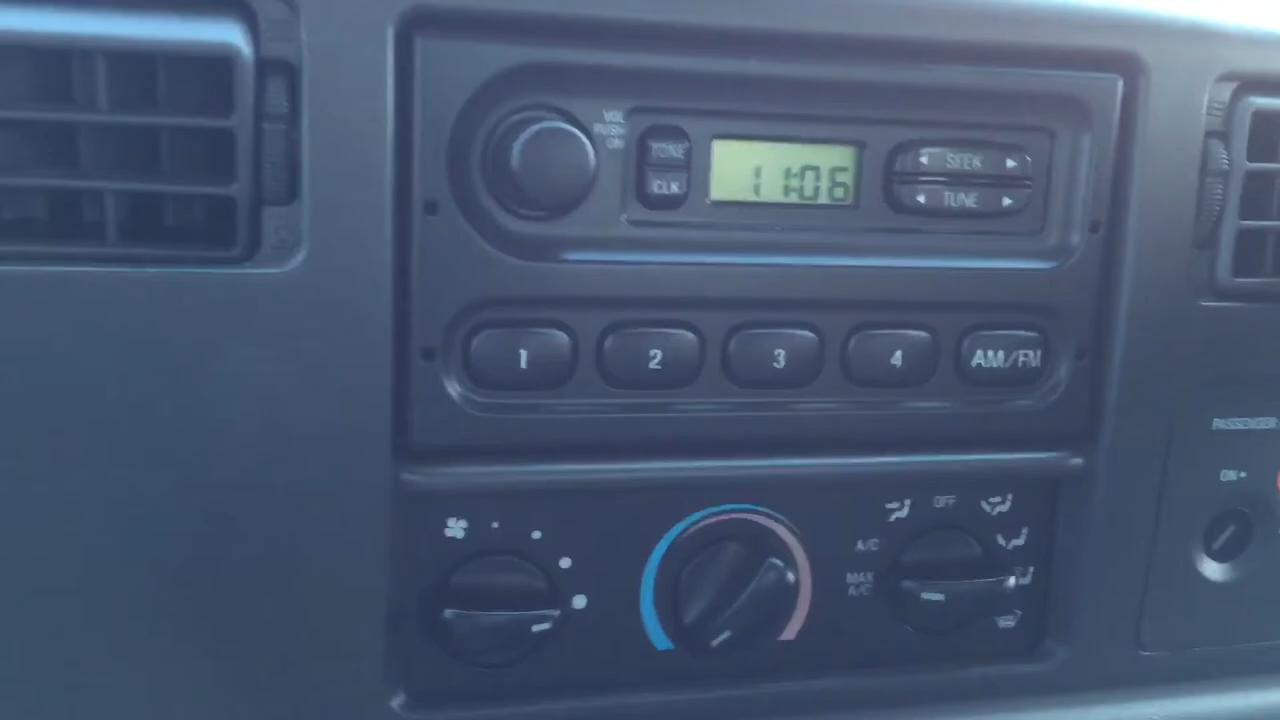 VOL
PUSH
ON
TONE
CLK
11:06
SEEK
TUNE
1
2
3
4
AM/FM
PASSENGER
ON
OFF
A/C
MAX
A/C